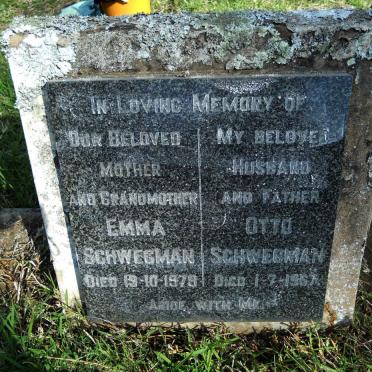 In Loving Memory of
Our Beloved
Mother
and Grandmother
Emma
Schwegman
Died 19-10-1979
My Beloved
Husband
and Father
Otto
Schwegman
Died 1-7-1967
Abide with Me